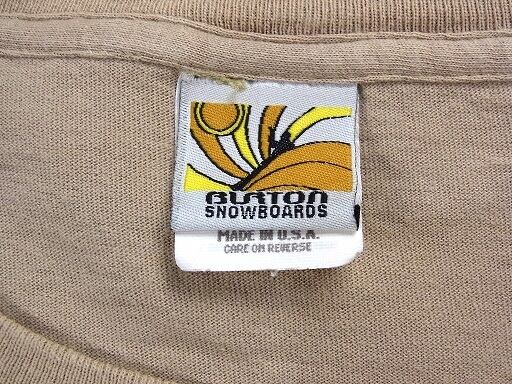 BURTON
SNOWBOARDS
MADE IN U.S.A.
CARE ON REVERSE